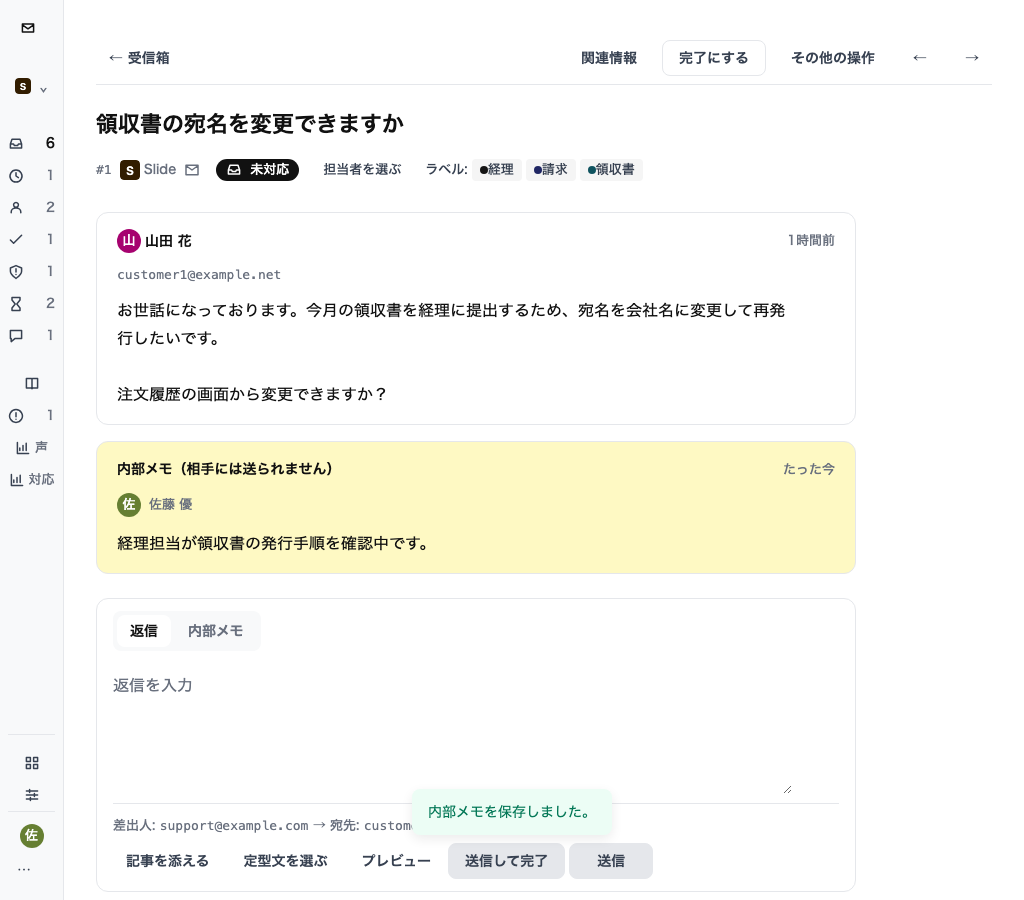 ← 受信箱
関連情報
完了にする
その他の操作
←
→
S
6
1
2
1
1
2
1
1
声
対応
佐
…
領収書の宛名を変更できますか
#1 S Slide 未対応 担当者を選ぶ ラベル: 経理 請求 領収書
山 山田 花 1時間前
customer1@example.net
お世話になっております。今月の領収書を経理に提出するため、宛名を会社名に変更して再発
行したいです。
注文履歴の画面から変更できますか？
内部メモ（相手には送られません） たった今
佐 佐藤 優
経理担当が領収書の発行手順を確認中です。
返信 内部メモ
返信を入力
内部メモを保存しました。
差出人: support@example.com → 宛先:
記事を添える 定型文を選ぶ プレビュー 送信して完了 送信